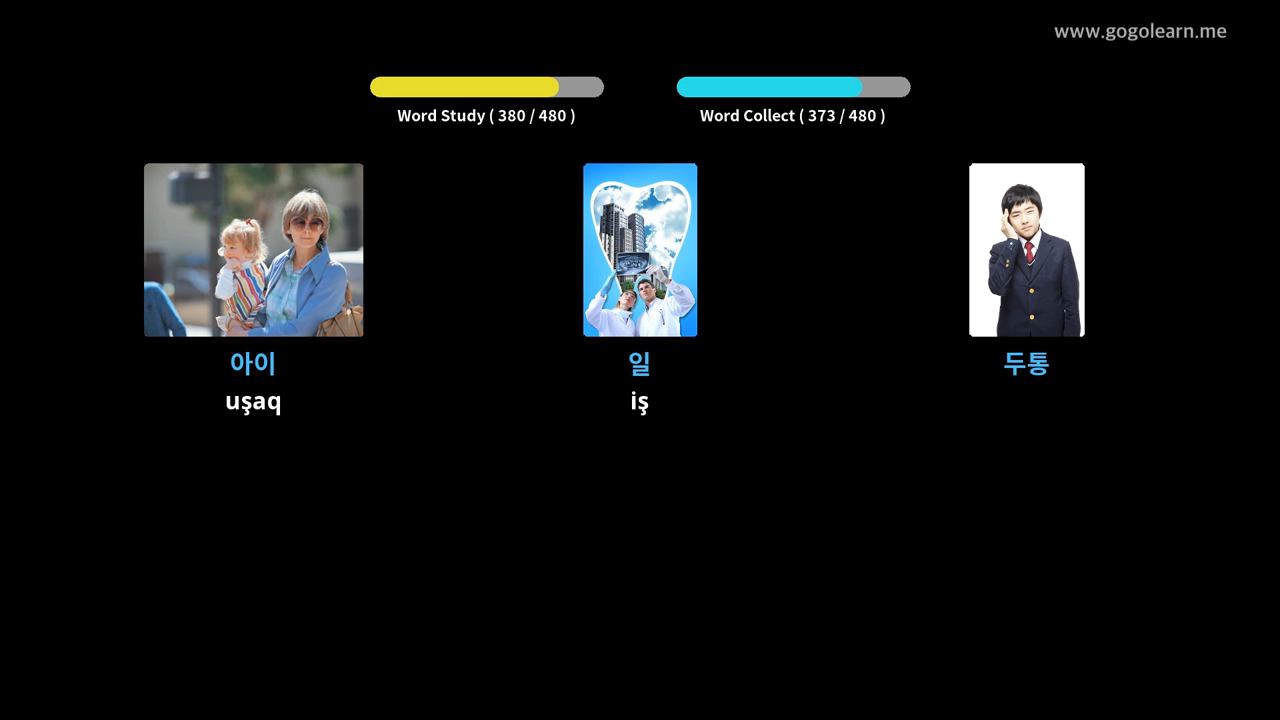 www.gogolearn.me
Word Study ( 380 / 480 )
Word Collect ( 373 / 480 )
아이
일
두통
uşaq
iş